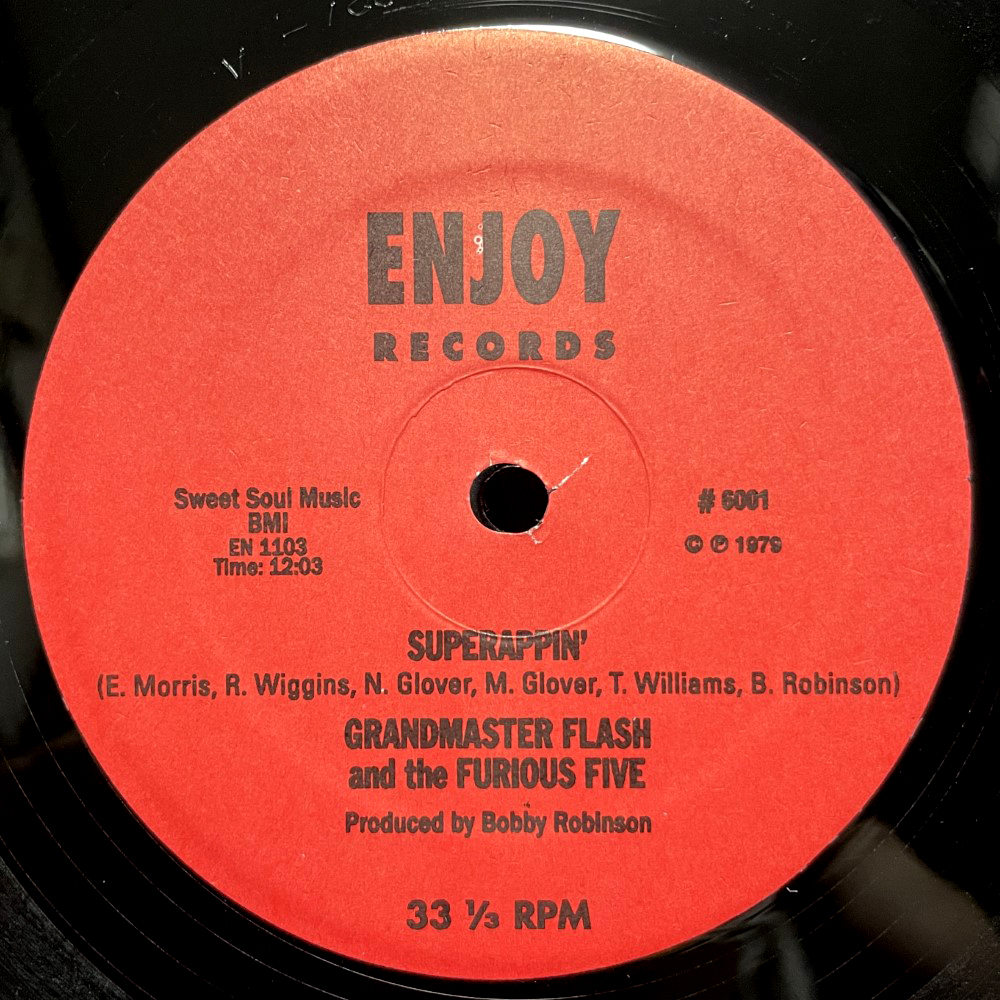 ENJOY
RECORDS
Sweet Soul Music
BMI
EN 1103
Time: 12:03
# 6001
© ℗ 1979
SUPERAPPIN'
(E. Morris, R. Wiggins, N. Glover, M. Glover, T. Williams, B. Robinson)
GRANDMASTER FLASH
and the FURIOUS FIVE
Produced by Bobby Robinson
33 ⅓ RPM